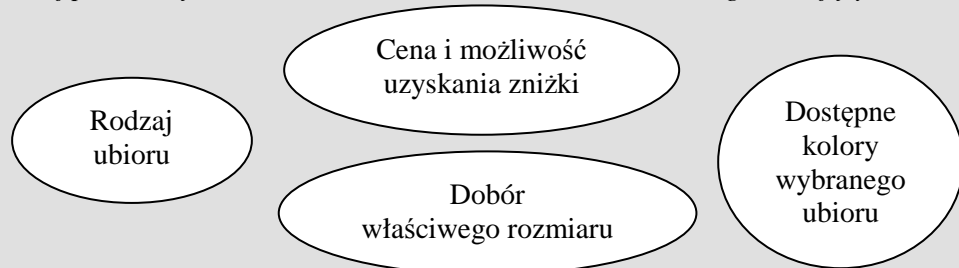 Cena i możliwość
uzyskania zniżki
Rodzaj
ubioru
Dostępne
kolory
wybranego
ubioru
Dobór
właściwego rozmiaru